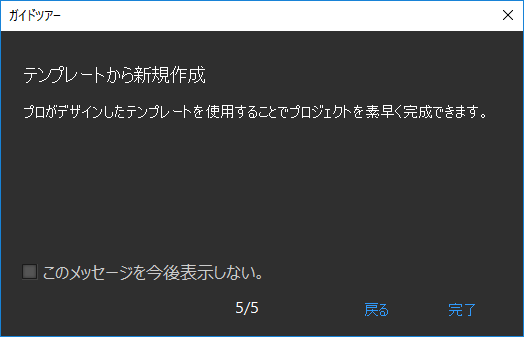 ガイドツアー
テンプレートから新規作成
プロがデザインしたテンプレートを使用することでプロジェクトを素早く完成できます。
このメッセージを今後表示しない。
5/5 戻る 完了